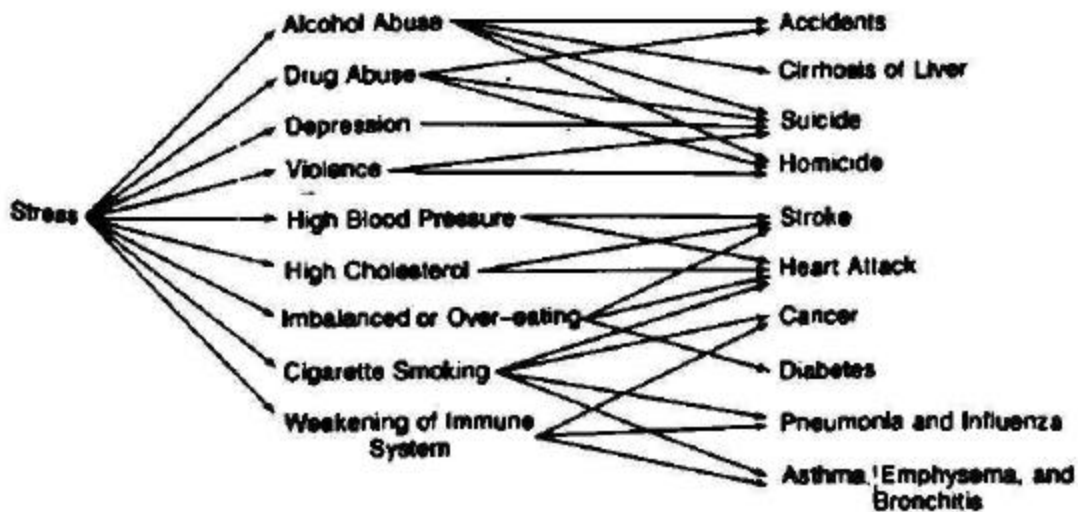 Alcohol Abuse
Drug Abuse
Depression
Violence
Stress
High Blood Pressure
High Cholesterol
Imbalanced or Over-eating
Cigarette Smoking
Weakening of Immune
System
Accidents
Cirrhosis of Liver
Suicide
Homicide
Stroke
Heart Attack
Cancer
Diabetes
Pneumonia and Influenza
Asthma, Emphysema, and
Bronchitis